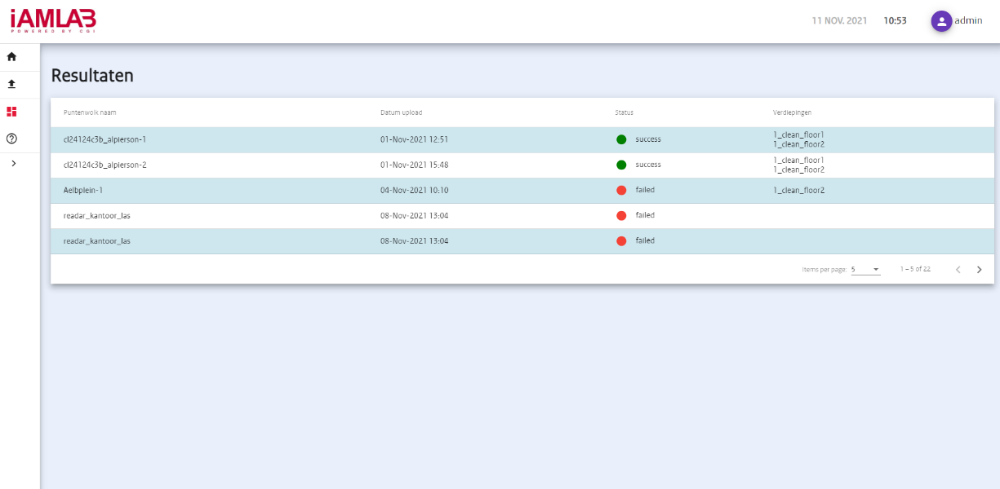 iAMLAB
POWERED BY CGI
11 NOV. 2021 10:53 admin
Resultaten
Puntenwolk naam Datum upload Status Verdiepingen
cl24124c3b_alpierson-1 01-Nov-2021 12:51 success 1_clean_floor1
1_clean_floor2
cl24124c3b_alpierson-2 01-Nov-2021 15:48 success 1_clean_floor1
1_clean_floor2
Aelbplein-1 04-Nov-2021 10:10 failed 1_clean_floor2
readar_kantoor_las 08-Nov-2021 13:04 failed
readar_kantoor_las 08-Nov-2021 13:04 failed
Items per page: 5 1 – 5 of 22